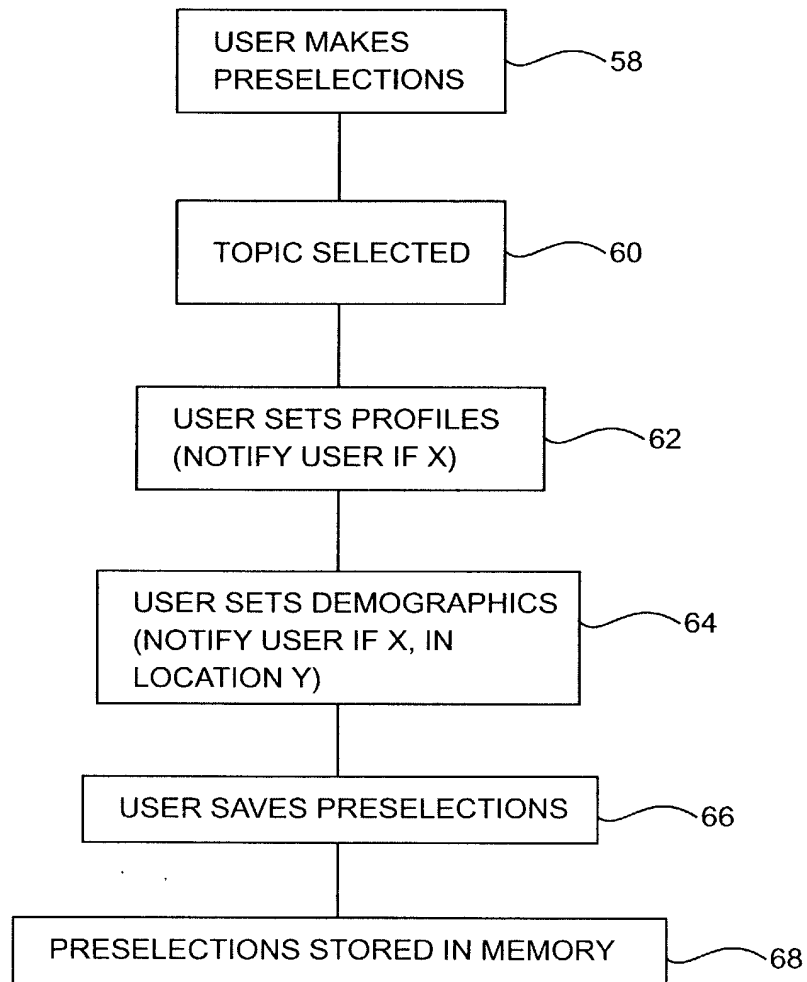 USER MAKES
PRESELECTIONS
58
TOPIC SELECTED
60
USER SETS PROFILES
(NOTIFY USER IF X)
62
USER SETS DEMOGRAPHICS
(NOTIFY USER IF X, IN
LOCATION Y)
64
USER SAVES PRESELECTIONS
66
PRESELECTIONS STORED IN MEMORY
68